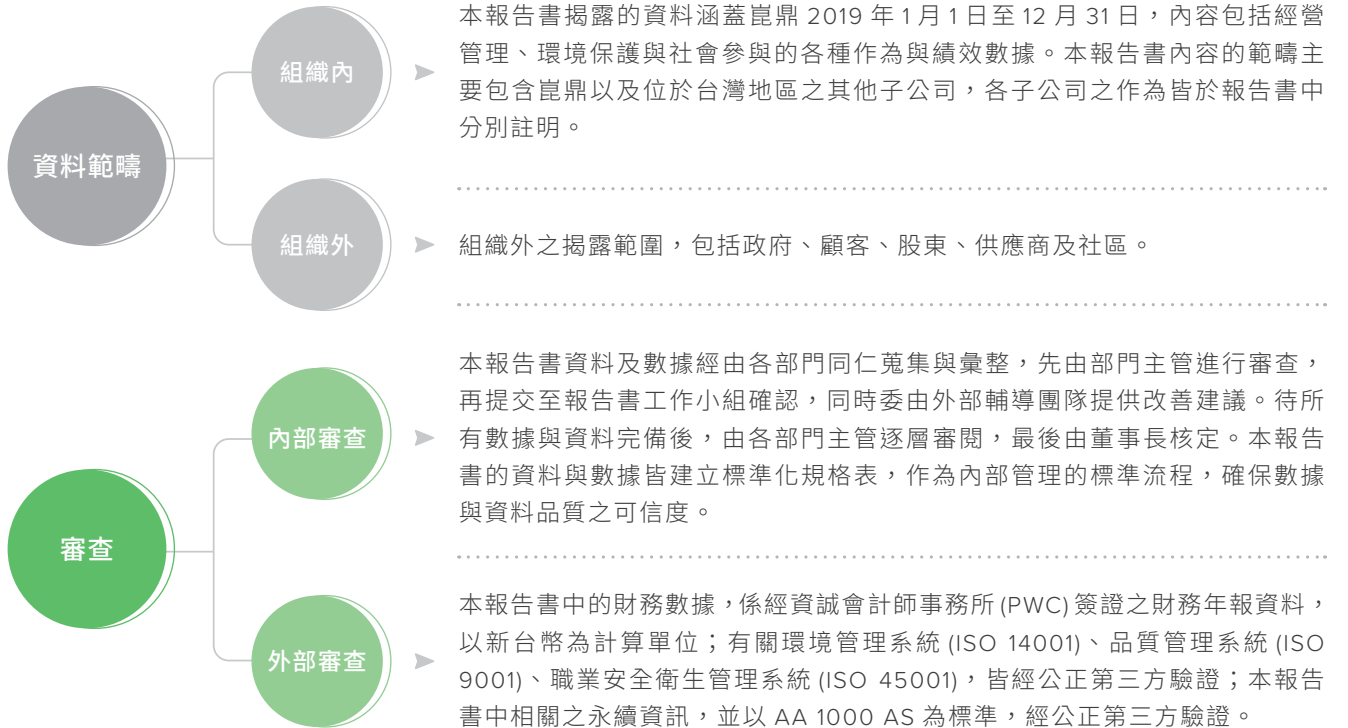 資料範疇
組織內
本報告書揭露的資料涵蓋崑鼎 2019 年 1 月 1 日至 12 月 31 日，內容包括經營
管理、環境保護與社會參與的各種作為與績效數據。本報告書內容的範疇主
要包含崑鼎以及位於台灣地區之其他子公司，各子公司之作為皆於報告書中
分別註明。
組織外
組織外之揭露範圍，包括政府、顧客、股東、供應商及社區。
審查
內部審查
本報告書資料及數據經由各部門同仁蒐集與彙整，先由部門主管進行審查，
再提交至報告書工作小組確認，同時委由外部輔導團隊提供改善建議。待所
有數據與資料完備後，由各部門主管逐層審閱，最後由董事長核定。本報告
書的資料與數據皆建立標準化規格表，作為內部管理的標準流程，確保數據
與資料品質之可信度。
外部審查
本報告書中的財務數據，係經資誠會計師事務所 (PWC) 簽證之財務年報資料，
以新台幣為計算單位；有關環境管理系統 (ISO 14001)、品質管理系統 (ISO
9001)、職業安全衛生管理系統 (ISO 45001)，皆經公正第三方驗證；本報告
書中相關之永續資訊，並以 AA 1000 AS 為標準，經公正第三方驗證。